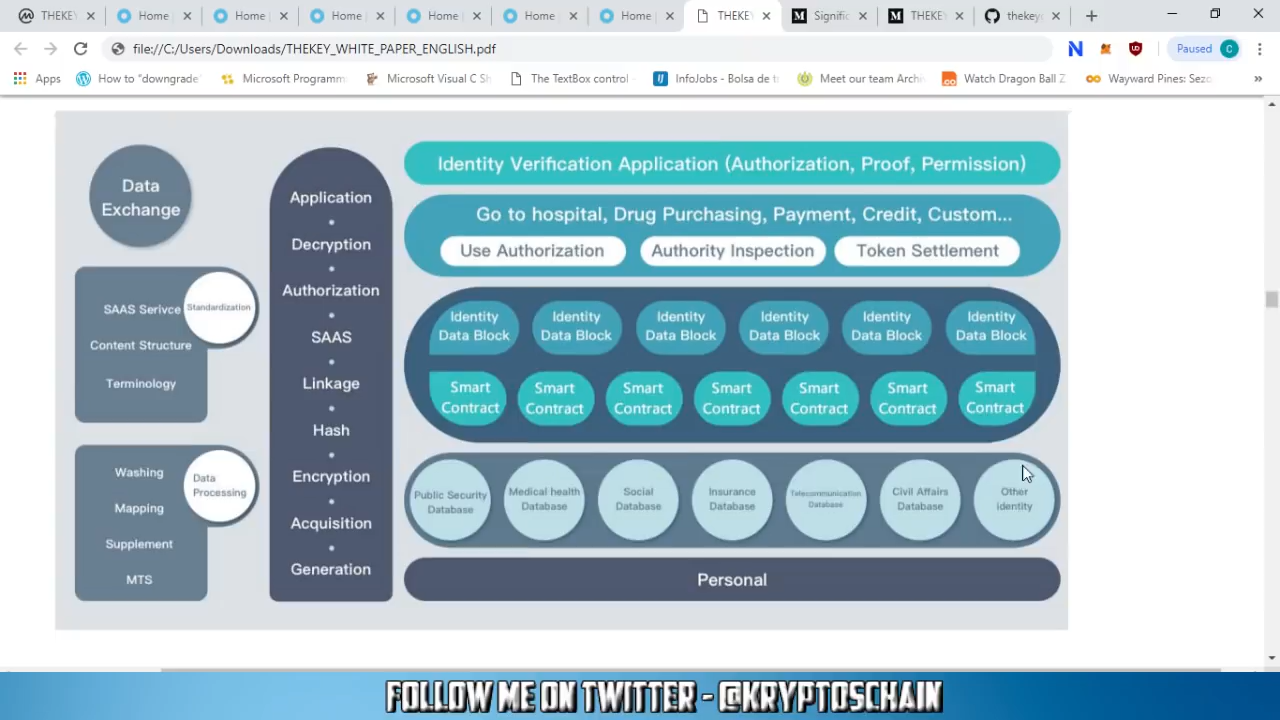 THEKEY
Home
Home
Home
Home
Home
Home
THEKEY
Signific
THEKEY
thekey
file:///C:/Users/Downloads/THEKEY_WHITE_PAPER_ENGLISH.pdf
Paused
C
Apps
How to "downgrade"
Microsoft Programm
Microsoft Visual C Sh
The TextBox control
InfoJobs - Bolsa de t
Meet our team Archi
Watch Dragon Ball Z
Wayward Pines: Sezo
Data
Exchange
SAAS Serivce
Content Structure
Terminology
Standardization
Washing
Mapping
Supplement
MTS
Data
Processing
Application
Decryption
Authorization
SAAS
Linkage
Hash
Encryption
Acquisition
Generation
Identity Verification Application (Authorization, Proof, Permission)
Go to hospital, Drug Purchasing, Payment, Credit, Custom...
Use Authorization
Authority Inspection
Token Settlement
Identity
Data Block
Identity
Data Block
Identity
Data Block
Identity
Data Block
Identity
Data Block
Identity
Data Block
Smart
Contract
Smart
Contract
Smart
Contract
Smart
Contract
Smart
Contract
Smart
Contract
Smart
Contract
Public Security
Database
Medical health
Database
Social
Database
Insurance
Database
Telecommunication
Database
Civil Affairs
Database
Other
identity
Personal
FOLLOW ME ON TWITTER - @KRYPTOSCHAIN